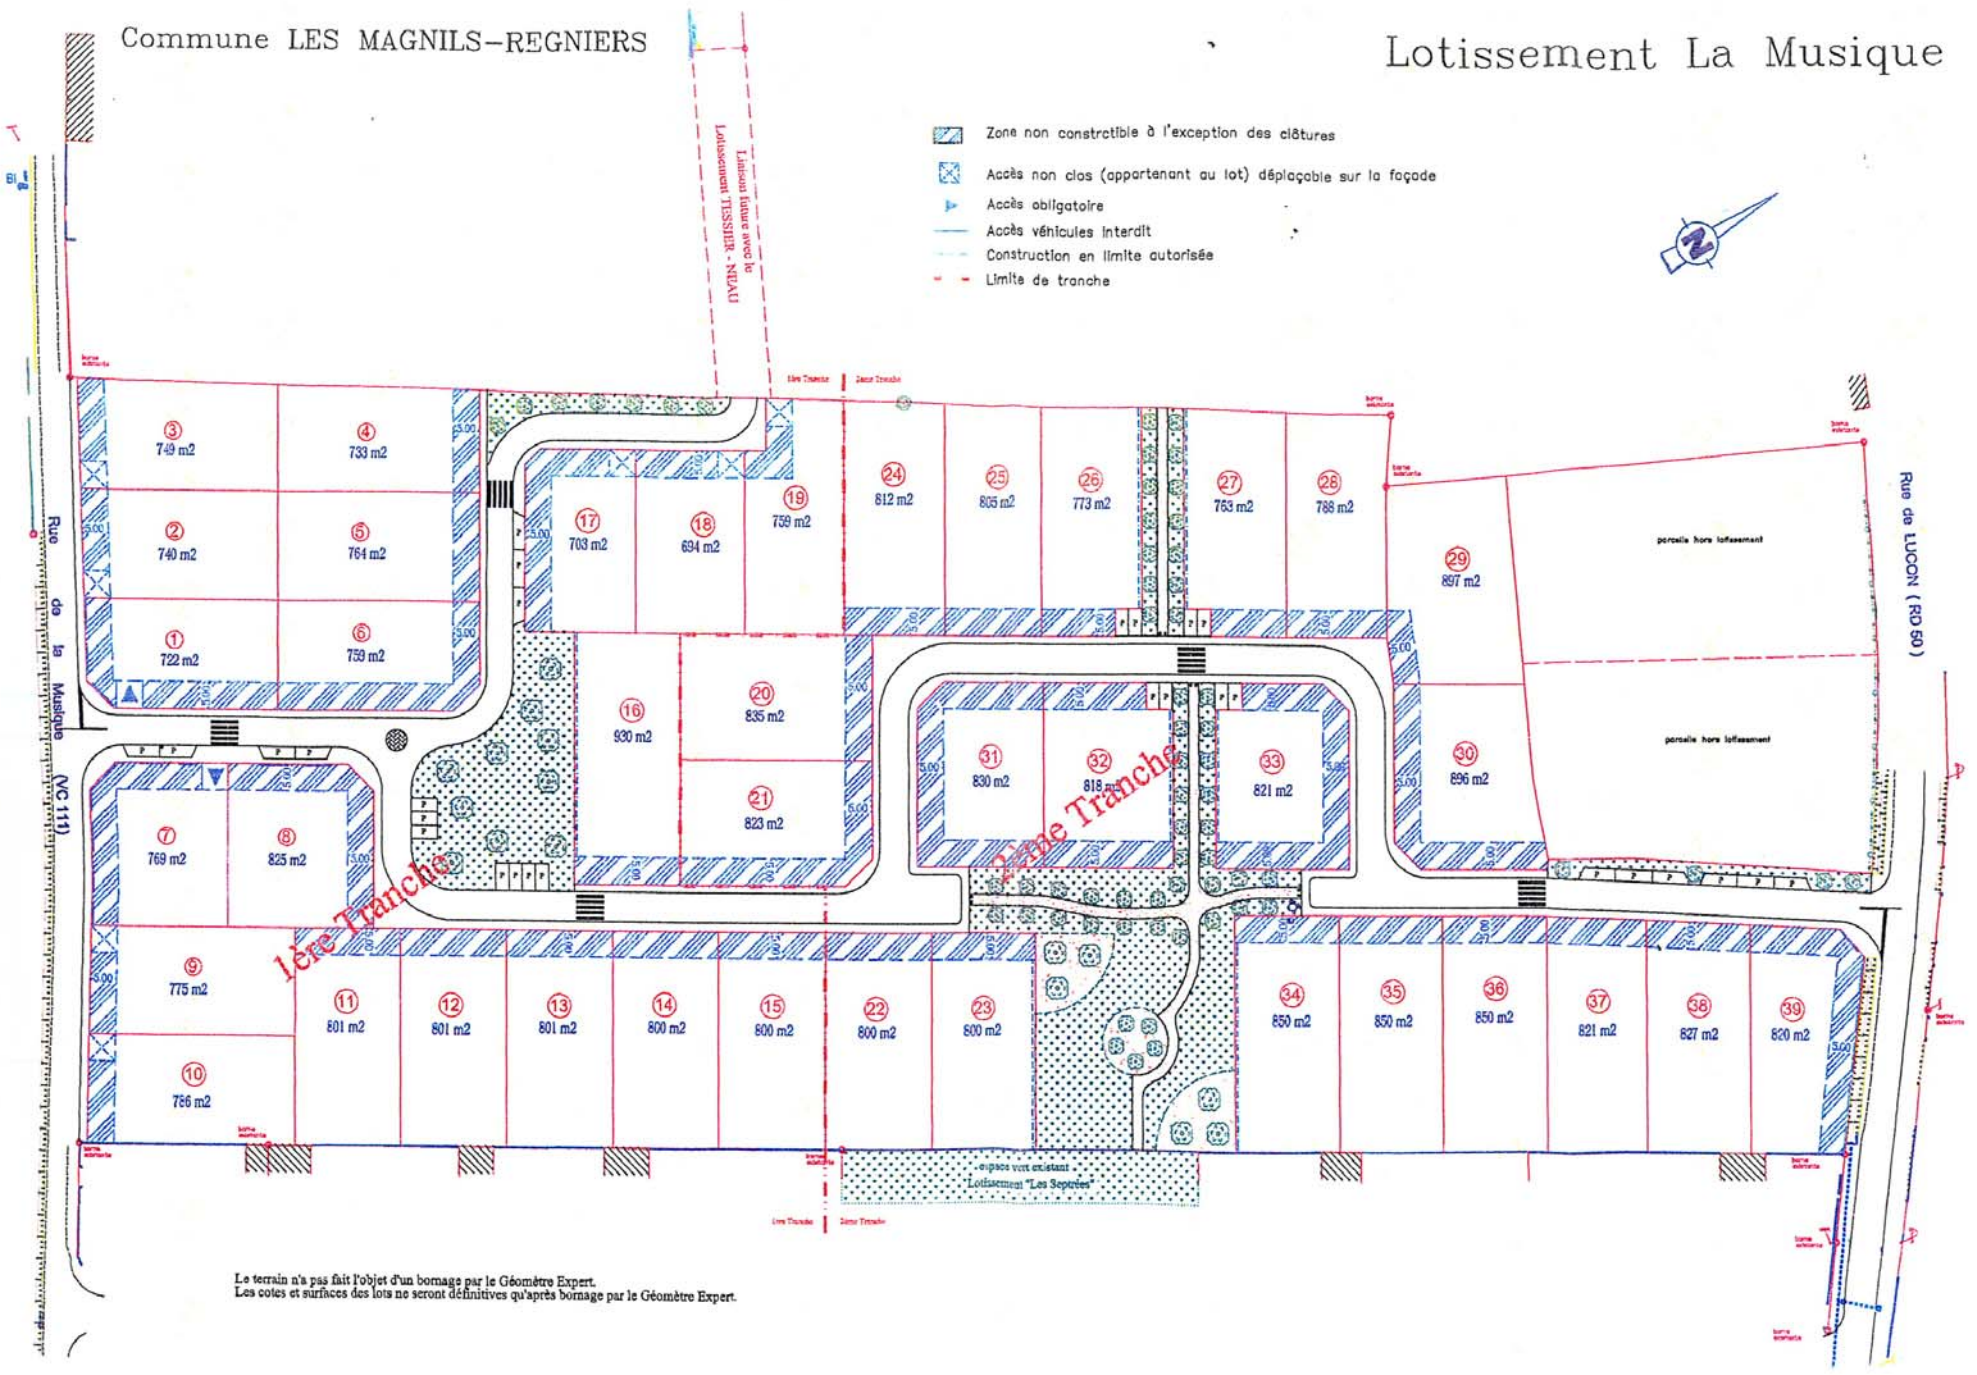 Commune LES MAGNILS-REGNIERS
Lotissement La Musique
Zone non constrctible à l'exception des clôtures
Accès non clos (appartenant au lot) déplaçable sur la façade
Accès obligatoire
Accès véhicules interdit
Construction en limite autorisée
Limite de tranche
N
Liaison future avec le
Lotissement TESSIER - NEAU
1ère Tranche
2ème Tranche
3
749 m2
4
733 m2
2
740 m2
5
764 m2
1
722 m2
6
759 m2
17
703 m2
18
694 m2
19
759 m2
24
812 m2
25
805 m2
26
773 m2
27
763 m2
28
788 m2
29
897 m2
parcelle hors lotissement
parcelle hors lotissement
Rue de LUCON (RD 50)
Rue de la Musique (VC 111)
16
930 m2
20
835 m2
21
823 m2
31
830 m2
32
818 m2
33
821 m2
30
896 m2
7
769 m2
8
825 m2
1ère Tranche
2ème Tranche
9
775 m2
10
786 m2
11
801 m2
12
801 m2
13
801 m2
14
800 m2
15
800 m2
22
800 m2
23
800 m2
34
850 m2
35
850 m2
36
850 m2
37
821 m2
38
827 m2
39
820 m2
espace vert existant
Lotissement "Les Septrées"
1ère Tranche
2ème Tranche
Le terrain n'a pas fait l'objet d'un bornage par le Géomètre Expert.
Les cotes et surfaces des lots ne seront définitives qu'après bornage par le Géomètre Expert.